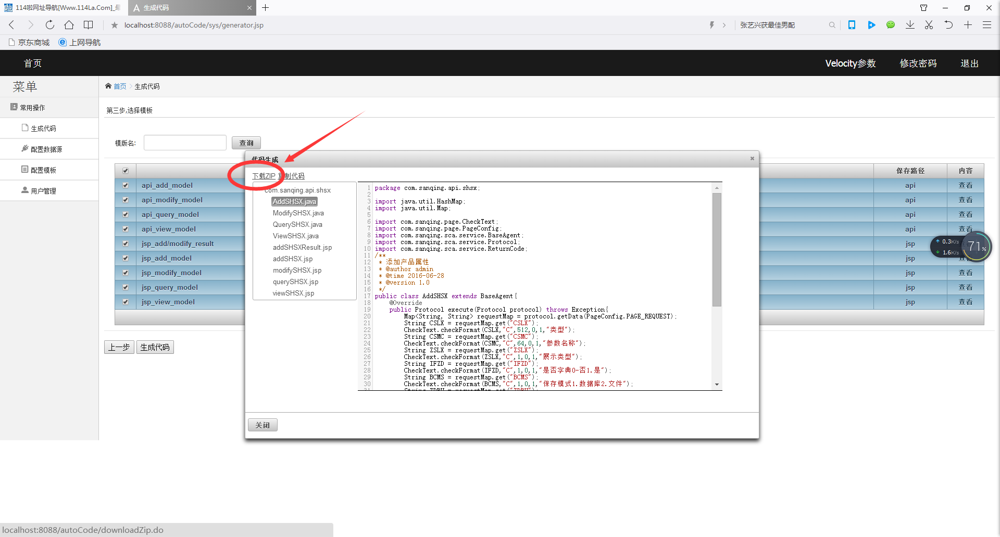 114啦网址导航[Www.114La.Com]_最
生成代码
localhost:8088/autoCode/sys/generator.jsp
张艺兴获最佳男配
京东商城
上网导航
首页
Velocity参数
修改密码
退出
菜单
首页 > 生成代码
常用操作
生成代码
配置数据源
配置模板
用户管理
第三步,选择模板
模版名:
查询
保存路径
内容
api_add_model
api
查看
api_modify_model
api
查看
api_query_model
api
查看
api_view_model
api
查看
jsp_add/modify_result
jsp
jsp_add_model
jsp
查看
jsp_modify_model
jsp
查看
jsp_query_model
jsp
查看
jsp_view_model
jsp
查看
上一步
生成代码
0.3K/s
1.6K/s
71%
代码生成
下载ZIP
复制代码
com.sanqing.api.shsx
AddSHSX.java
ModifySHSX.java
QuerySHSX.java
ViewSHSX.java
addSHSXResult.jsp
addSHSX.jsp
modifySHSX.jsp
querySHSX.jsp
viewSHSX.jsp
1 package com.sanqing.api.shsx;
2
3 import java.util.HashMap;
4 import java.util.Map;
5
6 import com.sanqing.page.CheckText;
7 import com.sanqing.page.PageConfig;
8 import com.sanqing.sca.service.BaseAgent;
9 import com.sanqing.sca.service.Protocol;
10 import com.sanqing.sca.service.ReturnCode;
11 /**
12 * 添加产品属性
13 * @author admin
14 * @time 2016-06-28
15 * @version 1.0
16 */
17 public class AddSHSX extends BaseAgent{
18 @Override
19 public Protocol execute(Protocol protocol) throws Exception{
20 Map<String, String> requestMap = protocol.getData(PageConfig.PAGE_REQUEST);
21 String CSLX = requestMap.get("CSLX");
22 CheckText.checkFormat(CSLX,"C",512,0,1,"类型");
23 String CSMC = requestMap.get("CSMC");
24 CheckText.checkFormat(CSMC,"C",64,0,1,"参数名称");
25 String ZSLX = requestMap.get("ZSLX");
26 CheckText.checkFormat(ZSLX,"C",1,0,1,"展示类型");
27 String IFZD = requestMap.get("IFZD");
28 CheckText.checkFormat(IFZD,"C",1,0,1,"是否字典0-否1.是");
29 String BCMS = requestMap.get("BCMS");
30 CheckText.checkFormat(BCMS,"C",1,0,1,"保存模式1.数据库2.文件");
关闭
localhost:8088/autoCode/downloadZip.do